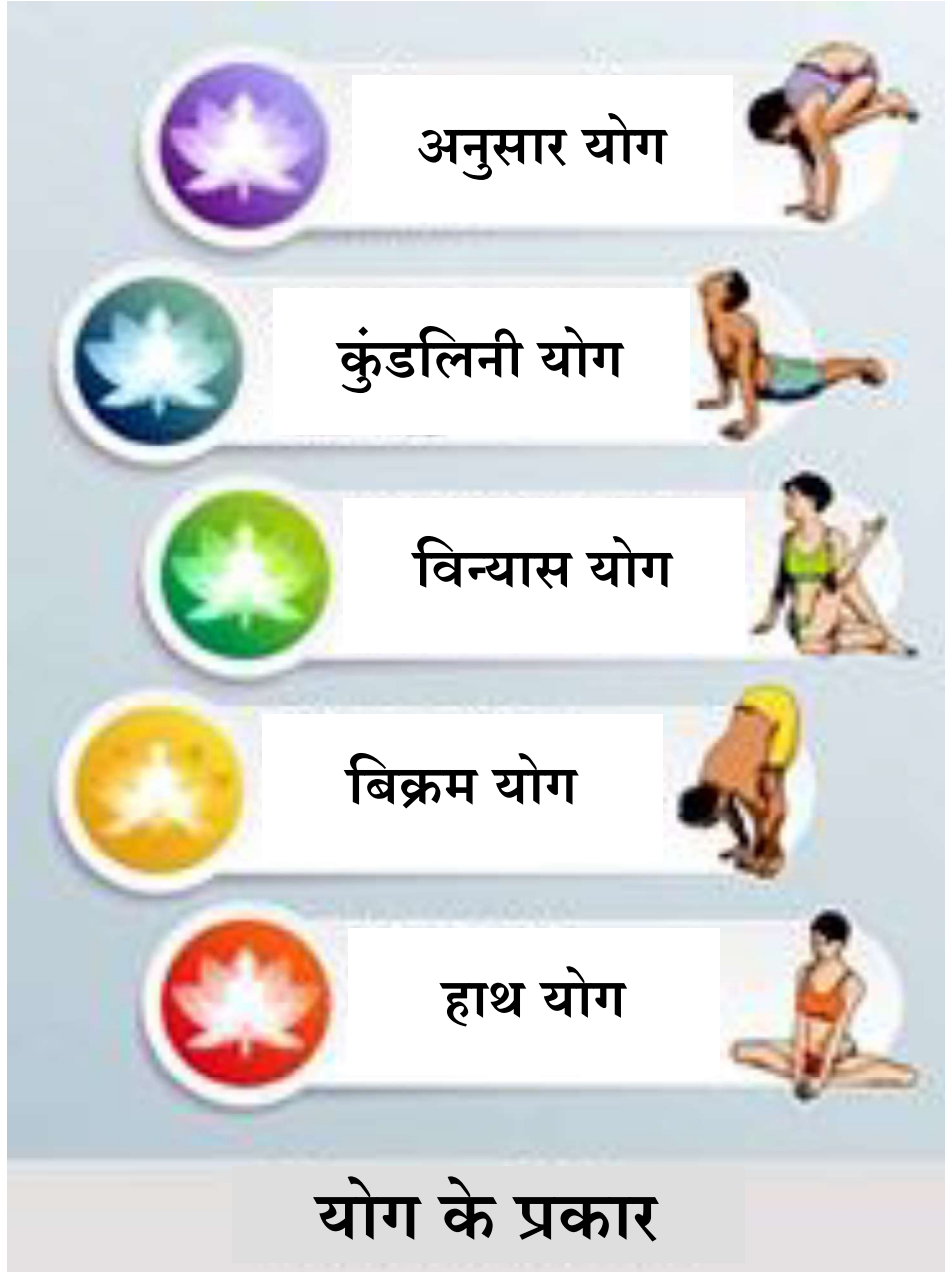 अनुसार योग
कुंडलिनी योग
विन्यास योग
बिक्रम योग
हाथ योग
योग के प्रकार